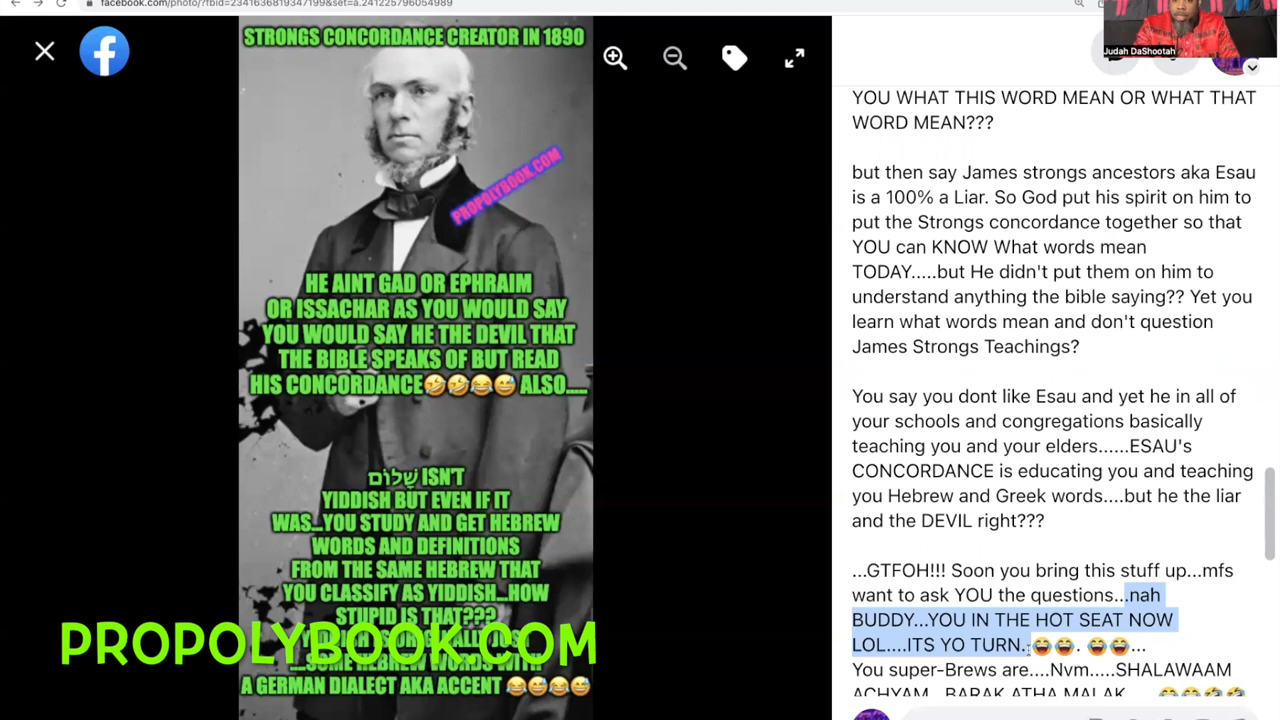 facebook.com/photo/?fbid=2341636819347199&set=a.241225796054989
Judah DaShootah
STRONGS CONCORDANCE CREATOR IN 1890
PROPOLYBOOK.COM
HE AINT GAD OR EPHRAIM
OR ISSACHAR AS YOU WOULD SAY
YOU WOULD SAY HE THE DEVIL THAT
THE BIBLE SPEAKS OF BUT READ
HIS CONCORDANCE🤣🤣😂😅 ALSO.....
שָׁלוֹם ISN'T
YIDDISH BUT EVEN IF IT
WAS...YOU STUDY AND GET HEBREW
WORDS AND DEFINITIONS
FROM THE SAME HEBREW THAT
YOU CLASSIFY AS YIDDISH...HOW
STUPID IS THAT???
A GERMAN DIALECT AKA ACCENT 😂😅😂😅
PROPOLYBOOK.COM
YOU WHAT THIS WORD MEAN OR WHAT THAT
WORD MEAN???
but then say James strongs ancestors aka Esau
is a 100% a Liar. So God put his spirit on him to
put the Strongs concordance together so that
YOU can KNOW What words mean
TODAY.....but He didn't put them on him to
understand anything the bible saying?? Yet you
learn what words mean and don't question
James Strongs Teachings?
You say you dont like Esau and yet he in all of
your schools and congregations basically
teaching you and your elders......ESAU's
CONCORDANCE is educating you and teaching
you Hebrew and Greek words....but he the liar
and the DEVIL right???
...GTFOH!!! Soon you bring this stuff up...mfs
want to ask YOU the questions...nah
BUDDY...YOU IN THE HOT SEAT NOW
LOL....ITS YO TURN.😂😂. 😂😂...
You super-Brews are....Nvm.....SHALAWAAM
ACHYAM...BARAK ATHA MALAK....😂😂🤣🤣